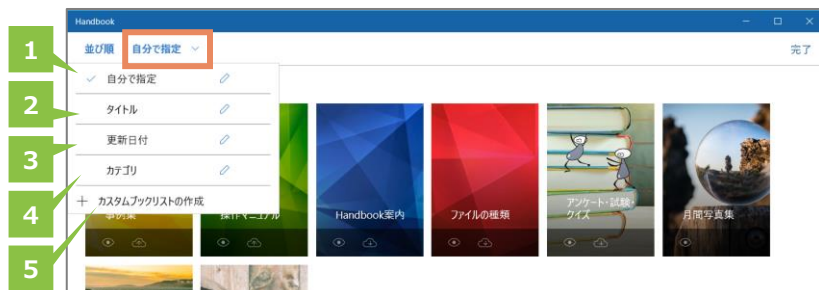 Handbook
並び順 自分で指定 完了
1 自分で指定
2 タイトル
3 更新日付
4 カテゴリ
5 カスタムブックリストの作成
事例集
操作マニュアル
Handbook案内
ファイルの種類
アンケート・試験・
クイズ
月間写真集